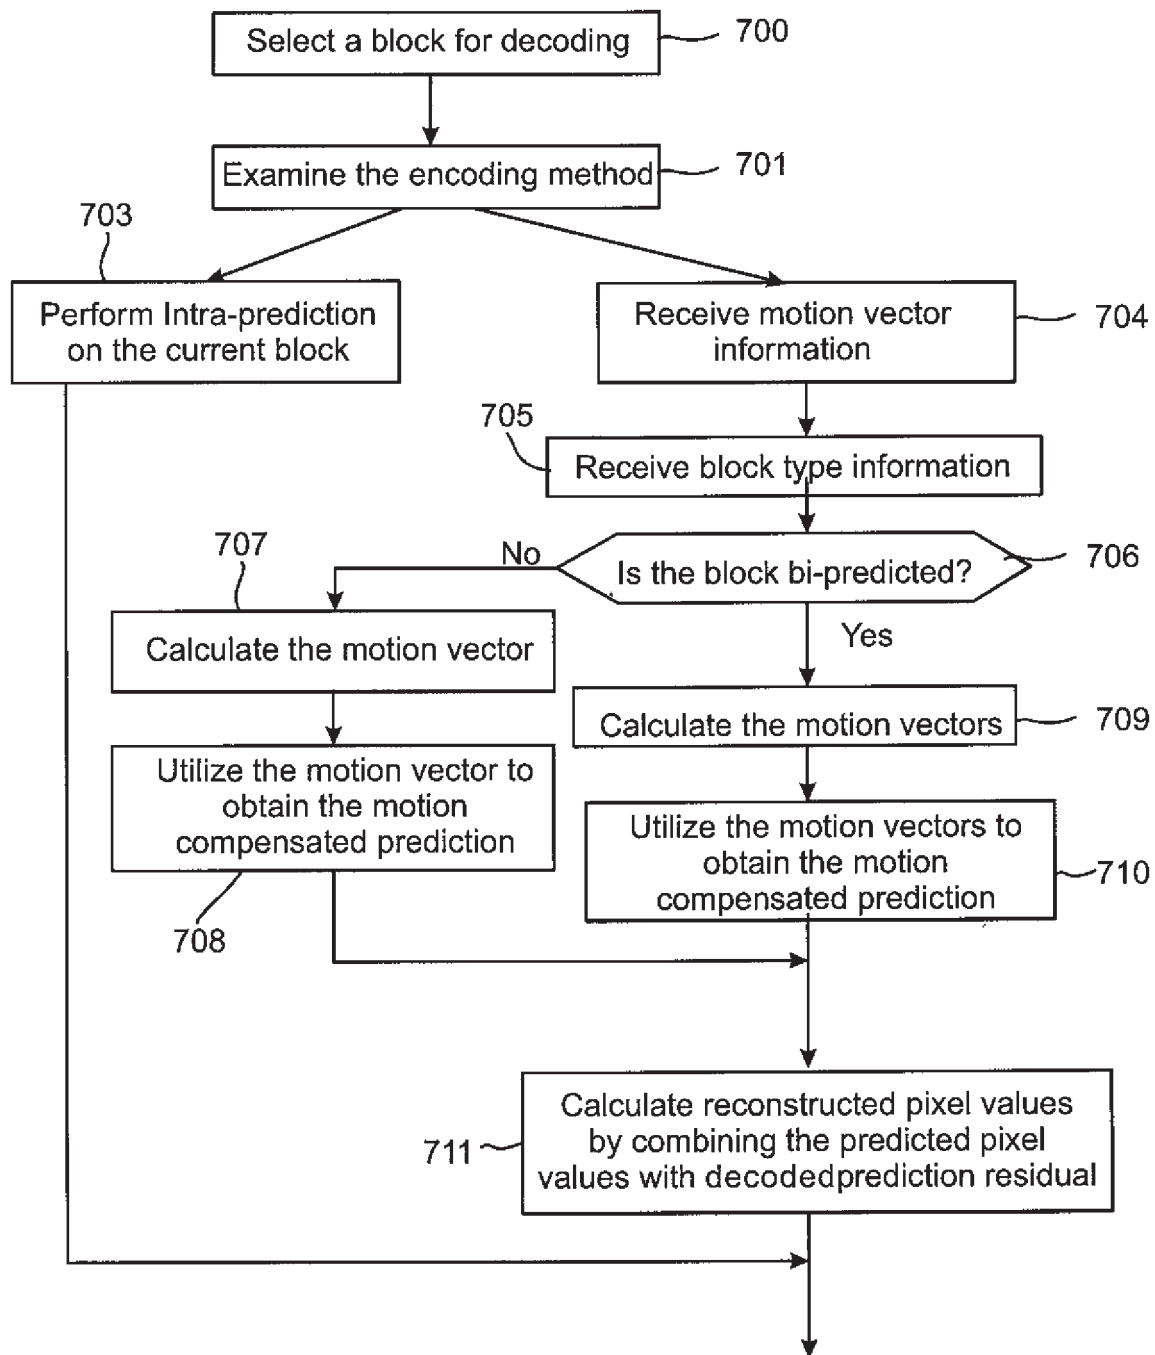 Select a block for decoding
700
Examine the encoding method
701
703
Perform Intra-prediction
on the current block
Receive motion vector
information
704
705
Receive block type information
707
No
Is the block bi-predicted?
706
Calculate the motion vector
Yes
Calculate the motion vectors
709
Utilize the motion vector to
obtain the motion
compensated prediction
708
Utilize the motion vectors to
obtain the motion
compensated prediction
710
711
Calculate reconstructed pixel values
by combining the predicted pixel
values with decodedprediction residual